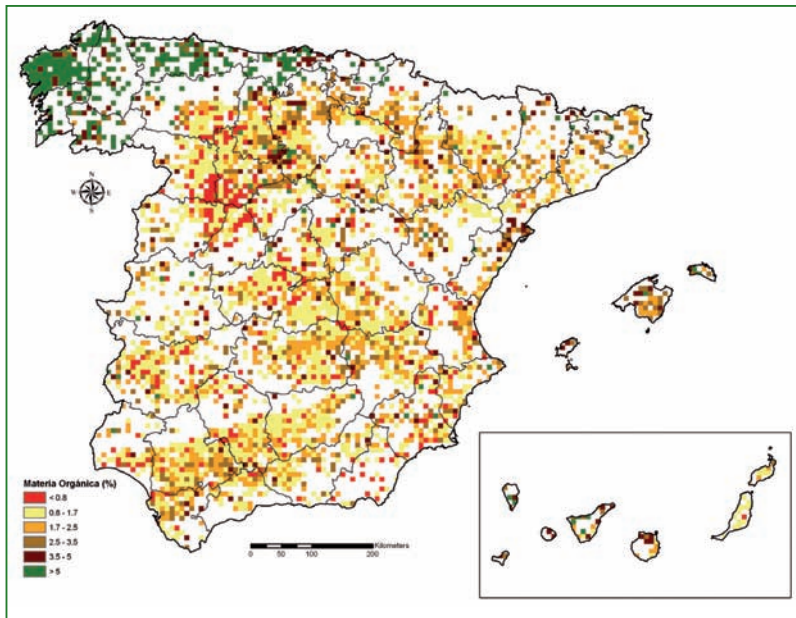 N
W E
S
Materia Orgánica (%)
< 0.8
0.8 - 1.7
1.7 - 2.5
2.5 - 3.5
3.5 - 5
> 5
Kilometers
0 50 100 200